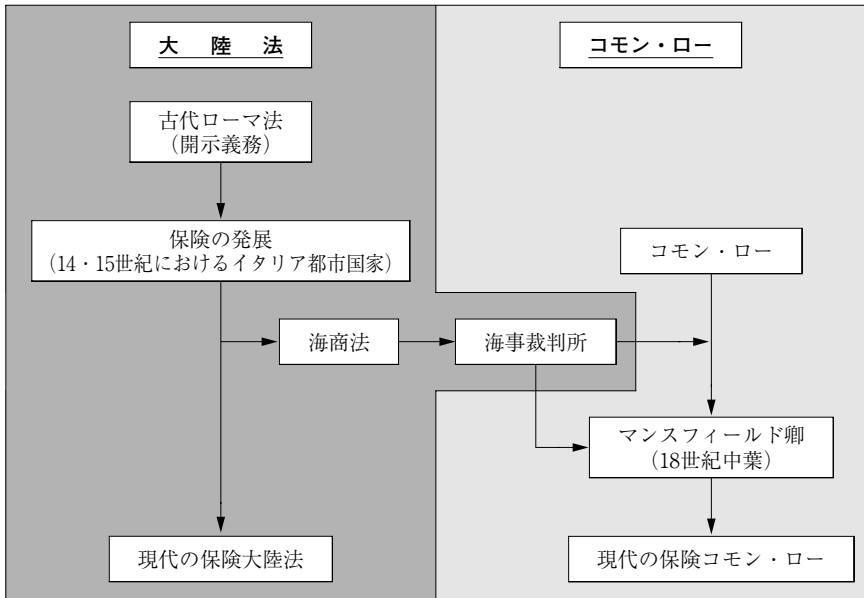 大　陸　法
コモン・ロー
古代ローマ法
（開示義務）
保険の発展
（14・15世紀におけるイタリア都市国家）
コモン・ロー
海商法
海事裁判所
マンスフィールド卿
（18世紀中葉）
現代の保険大陸法
現代の保険コモン・ロー